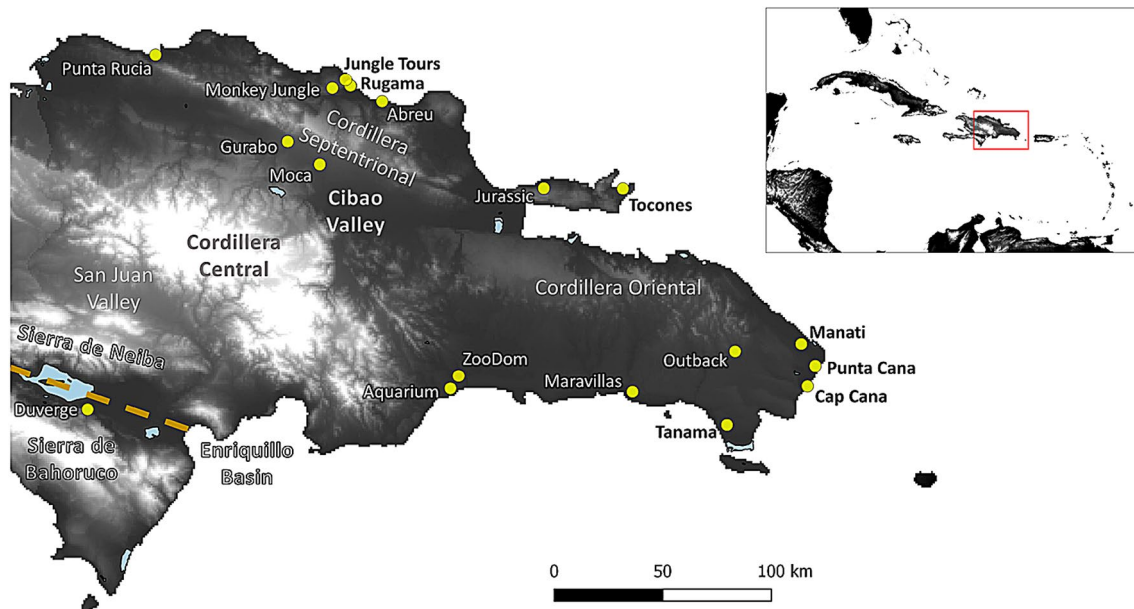 Punta Rucia
Jungle Tours
Rugama
Monkey Jungle
Abreu
Cordillera
Septentrional
Gurabo
Moca
Cibao
Valley
Jurassic
Tocones
Cordillera
Central
San Juan
Valley
Cordillera Oriental
Sierra de Neiba
Manati
Outback
Punta Cana
ZooDom
Aquarium
Maravillas
Cap Cana
Duverge
Tanama
Sierra de
Bahoruco
Enriquillo
Basin
0 50 100 km